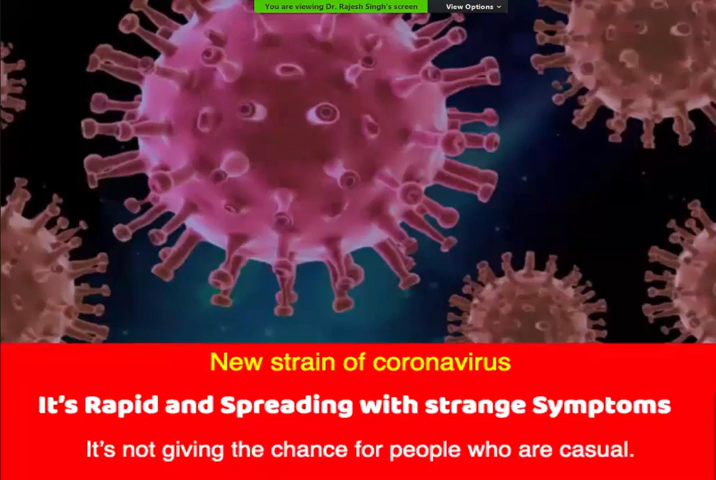 You are viewing Dr. Rajesh Singh's screen View Options
New strain of coronavirus
It's Rapid and Spreading with strange Symptoms
It's not giving the chance for people who are casual.